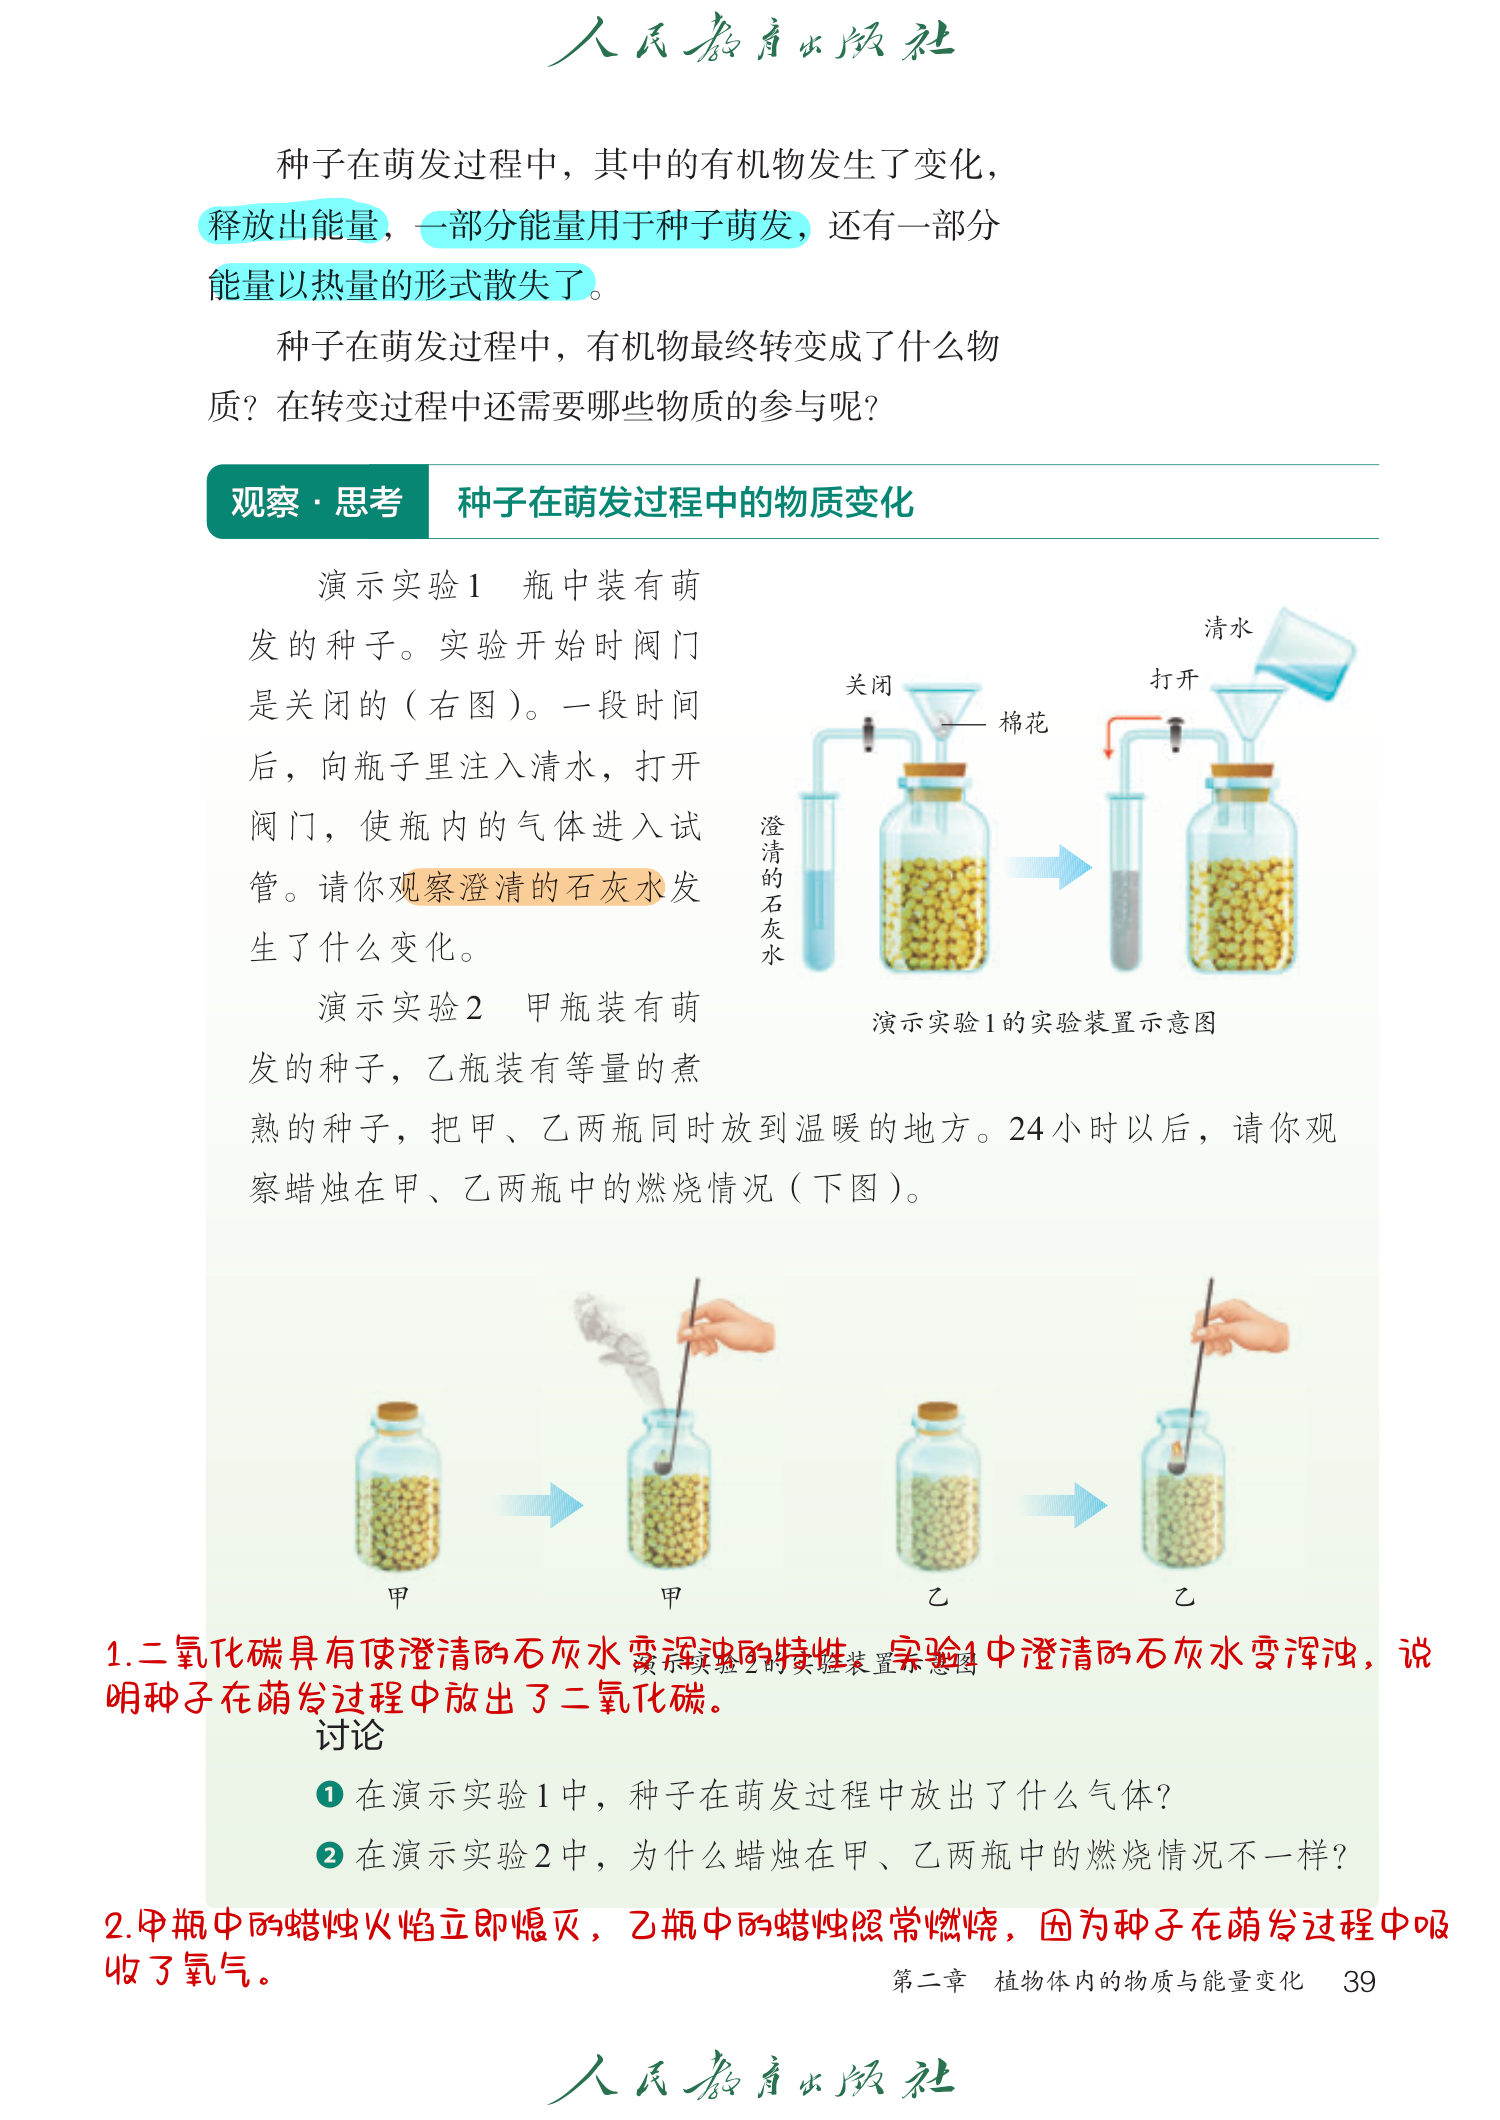 人民教育出版社
种子在萌发过程中，其中的有机物发生了变化，
释放出能量，一部分能量用于种子萌发，还有一部分
能量以热量的形式散失了。
种子在萌发过程中，有机物最终转变成了什么物
质？在转变过程中还需要哪些物质的参与呢？
观察·思考 种子在萌发过程中的物质变化
演示实验1 瓶中装有萌
发的种子。实验开始时阀门
是关闭的（右图）。一段时间
后，向瓶子里注入清水，打开
阀门，使瓶内的气体进入试
管。请你观察澄清的石灰水发
生了什么变化。
清水
关闭
打开
棉花
澄清的石灰水
演示实验1的实验装置示意图
演示实验2 甲瓶装有萌
发的种子，乙瓶装有等量的煮
熟的种子，把甲、乙两瓶同时放到温暖的地方。24小时以后，请你观
察蜡烛在甲、乙两瓶中的燃烧情况（下图）。
甲 甲 乙 乙
演示实验2的实验装置示意图
1.二氧化碳具有使澄清的石灰水变浑浊的特性。实验1中澄清的石灰水变浑浊，说
明种子在萌发过程中放出了二氧化碳。
讨论
1 在演示实验1中，种子在萌发过程中放出了什么气体？
2 在演示实验2中，为什么蜡烛在甲、乙两瓶中的燃烧情况不一样？
2.甲瓶中的蜡烛火焰立即熄灭，乙瓶中的蜡烛照常燃烧，因为种子在萌发过程中吸
收了氧气。
第二章 植物体内的物质与能量变化 39
人民教育出版社